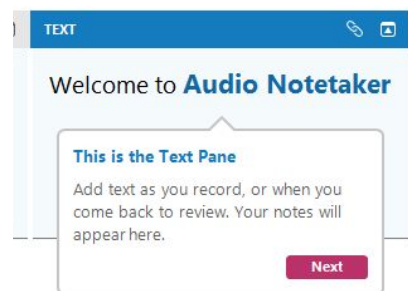 TEXT
Welcome to Audio Notetaker
This is the Text Pane
Add text as you record, or when you
come back to review. Your notes will
appear here.
Next